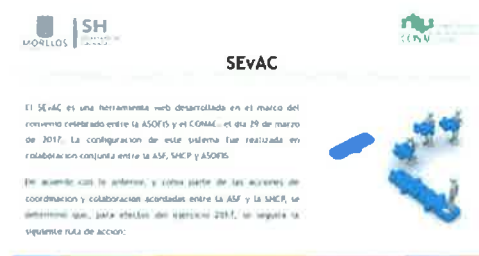 MORELOS SH
SEvAC
El SEvAC es una herramienta web desarrollada en el marco del
convenio celebrado entre la ASOFIS y el CONAC, el día 29 de marzo
de 2017. La configuración de este sistema fue realizada en
colaboración conjunta entre la ASF, SHCP y ASOFIS
De acuerdo con lo anterior, y como parte de las acciones de
coordinación y colaboración acordadas entre la ASF y la SHCP, se
determinó que, para efectos del ejercicio 2017, se seguiría la
siguiente ruta de acción: